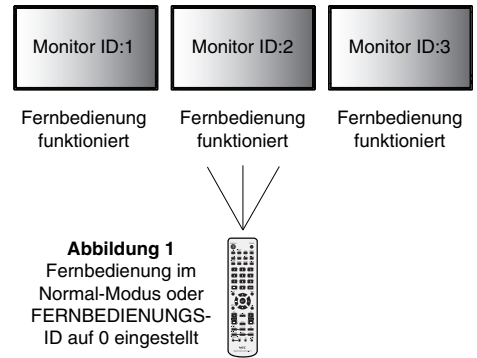 Monitor ID:1
Monitor ID:2
Monitor ID:3
Fernbedienung
funktioniert
Fernbedienung
funktioniert
Fernbedienung
funktioniert
Abbildung 1
Fernbedienung im
Normal-Modus oder
FERNBEDIENUNGS-
ID auf 0 eingestellt
NEC